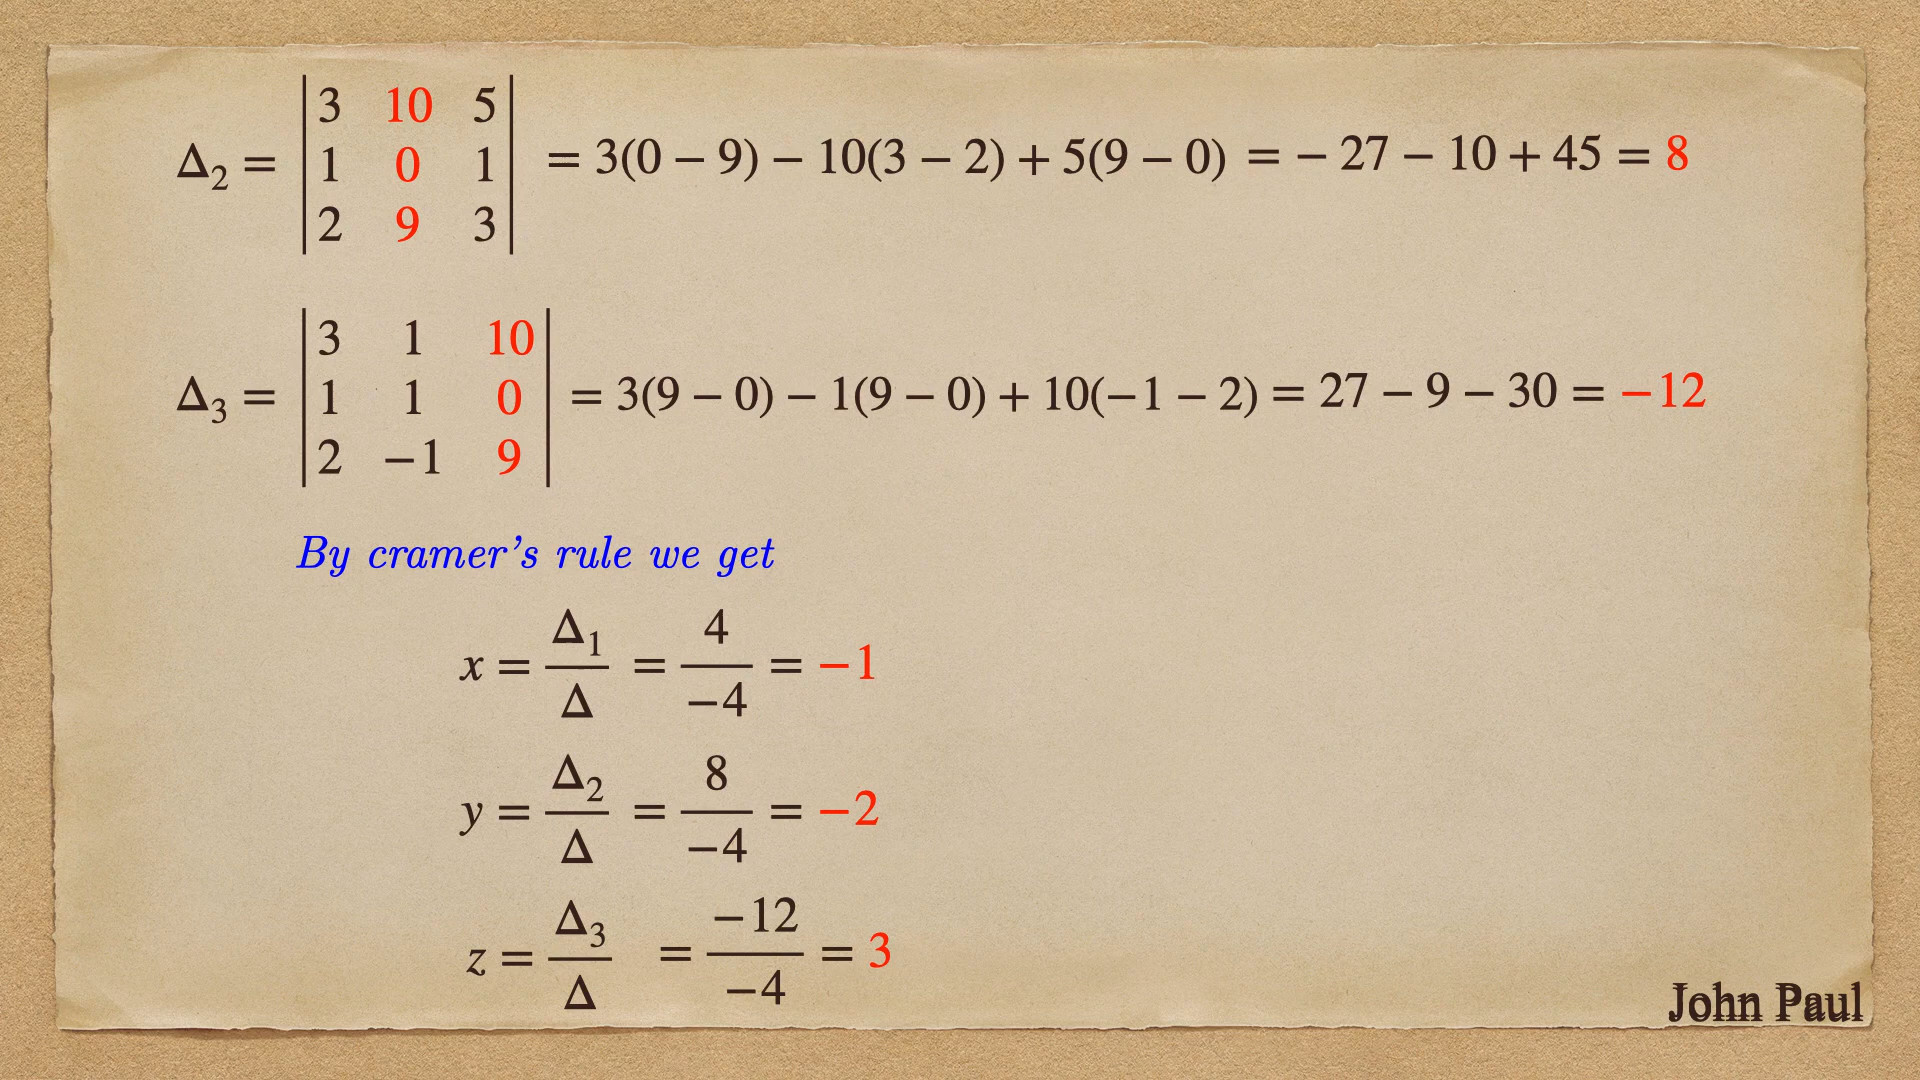 Δ₂ = | 3 10 5 |
| 1 0 1 |
| 2 9 3 |
= 3(0 − 9) − 10(3 − 2) + 5(9 − 0) = − 27 − 10 + 45 = 8
Δ₃ = | 3 1 10 |
| 1 1 0 |
| 2 −1 9 |
= 3(9 − 0) − 1(9 − 0) + 10(−1 − 2) = 27 − 9 − 30 = −12
By cramer's rule we get
x = Δ₁/Δ = 4/−4 = −1
y = Δ₂/Δ = 8/−4 = −2
z = Δ₃/Δ = −12/−4 = 3
John Paul